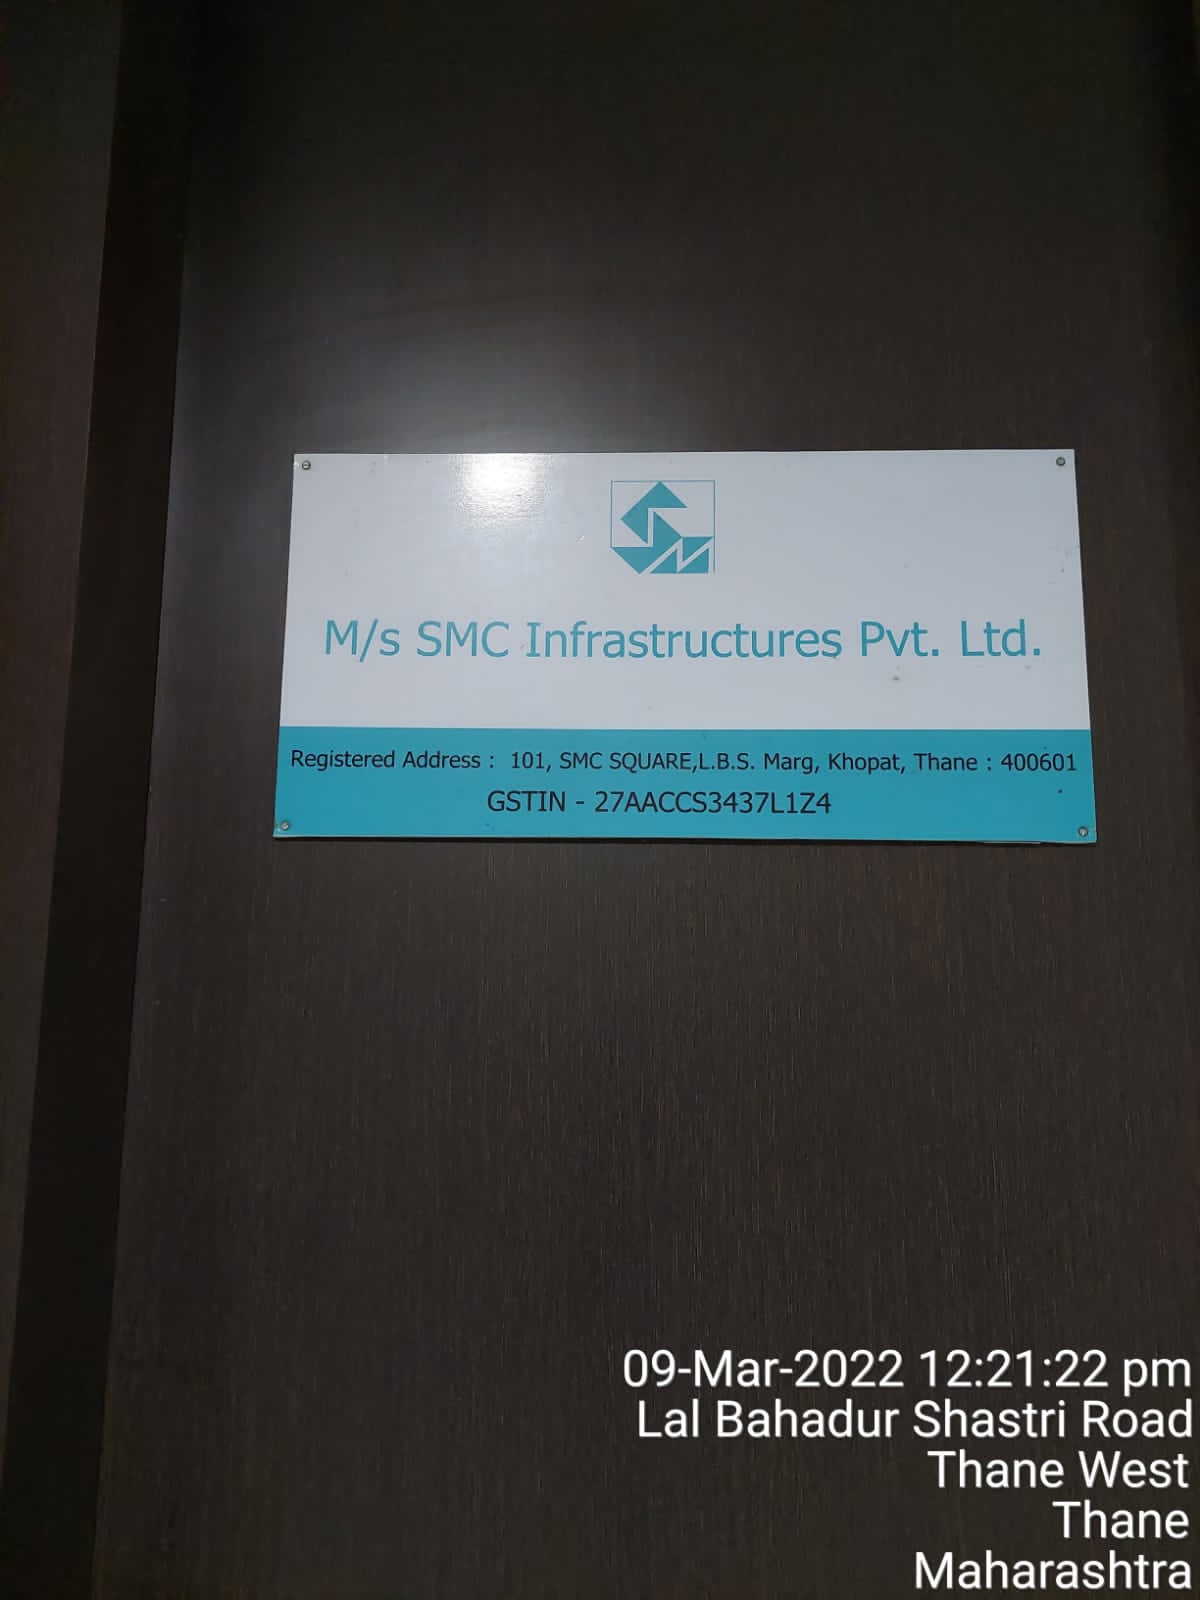 M/s SMC Infrastructures Pvt. Ltd.
Registered Address : 101, SMC SQUARE,L.B.S. Marg, Khopat, Thane : 400601
GSTIN - 27AACCS3437L1Z4
09-Mar-2022 12:21:22 pm
Lal Bahadur Shastri Road
Thane West
Thane
Maharashtra